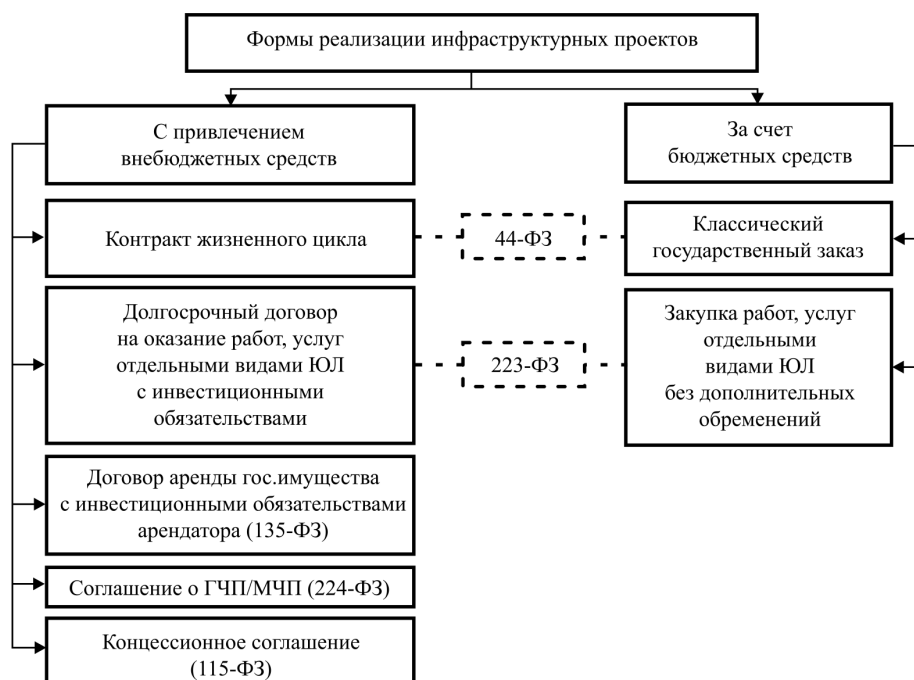 Формы реализации инфраструктурных проектов
С привлечением
внебюджетных средств
За счет
бюджетных средств
Контракт жизненного цикла
44-ФЗ
Классический
государственный заказ
Долгосрочный договор
на оказание работ, услуг
отдельными видами ЮЛ
с инвестиционными
обязательствами
223-ФЗ
Закупка работ, услуг
отдельными
видами ЮЛ
без дополнительных
обременений
Договор аренды гос.имущества
с инвестиционными обязательствами
арендатора (135-ФЗ)
Соглашение о ГЧП/МЧП (224-ФЗ)
Концессионное соглашение
(115-ФЗ)